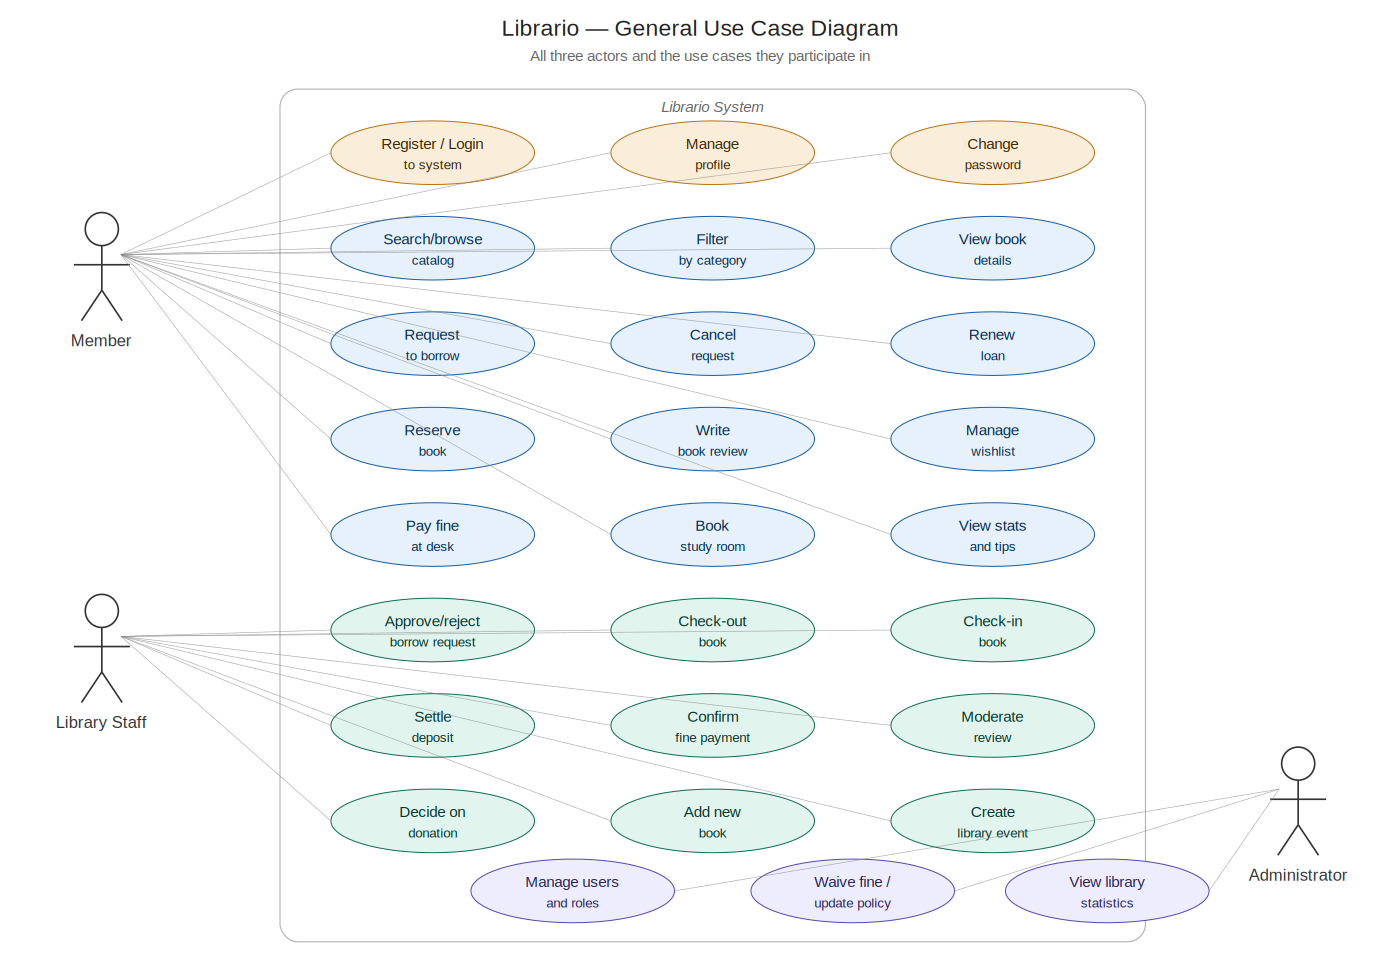 Librario — General Use Case Diagram
All three actors and the use cases they participate in
Librario System
Register / Login
to system
Manage
profile
Change
password
Search/browse
catalog
Filter
by category
View book
details
Member
Request
to borrow
Cancel
request
Renew
loan
Reserve
book
Write
book review
Manage
wishlist
Pay fine
at desk
Book
study room
View stats
and tips
Library Staff
Approve/reject
borrow request
Check-out
book
Check-in
book
Settle
deposit
Confirm
fine payment
Moderate
review
Decide on
donation
Add new
book
Create
library event
Administrator
Manage users
and roles
Waive fine /
update policy
View library
statistics